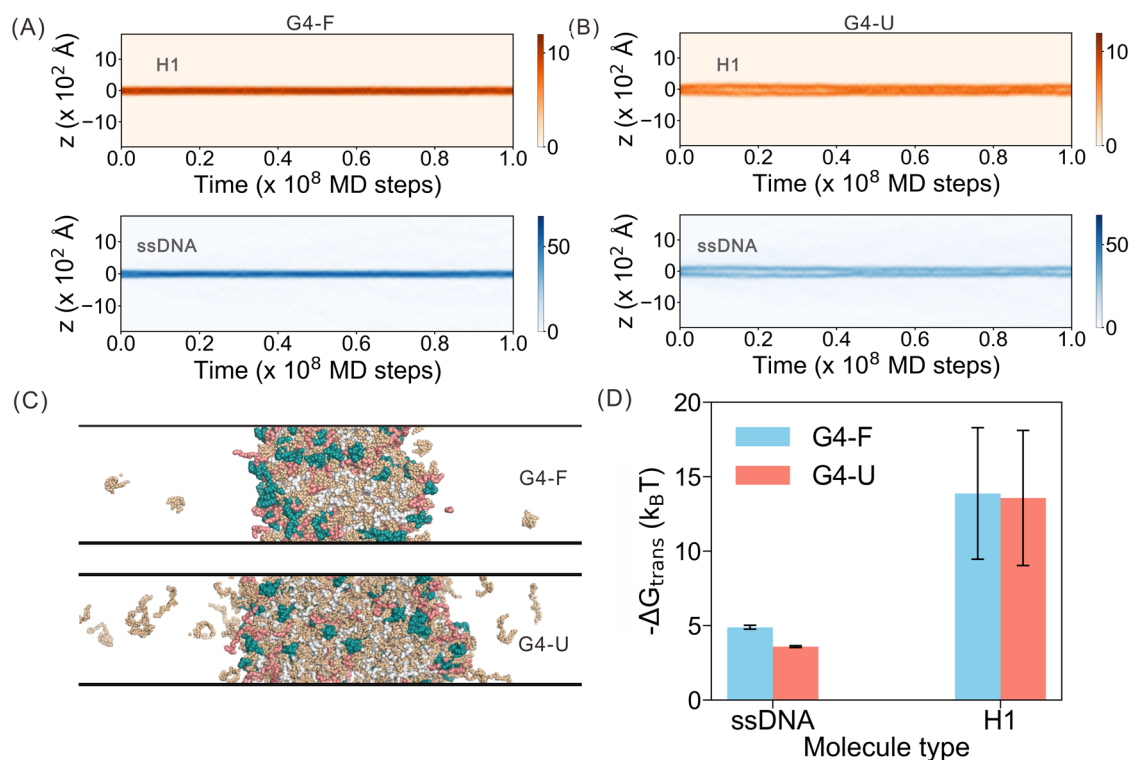 (A)
G4-F
H1
z (x 10² Å)
10
0
−10
10
0
0.0 0.2 0.4 0.6 0.8 1.0
Time (x 10⁸ MD steps)
ssDNA
z (x 10² Å)
10
0
−10
50
0
0.0 0.2 0.4 0.6 0.8 1.0
Time (x 10⁸ MD steps)
(B)
G4-U
H1
z (x 10² Å)
10
0
−10
10
0
0.0 0.2 0.4 0.6 0.8 1.0
Time (x 10⁸ MD steps)
ssDNA
z (x 10² Å)
10
0
−10
50
0
0.0 0.2 0.4 0.6 0.8 1.0
Time (x 10⁸ MD steps)
(C)
G4-F
G4-U
(D)
-ΔG_trans (k_BT)
20
15
10
5
0
G4-F
G4-U
ssDNA H1
Molecule type